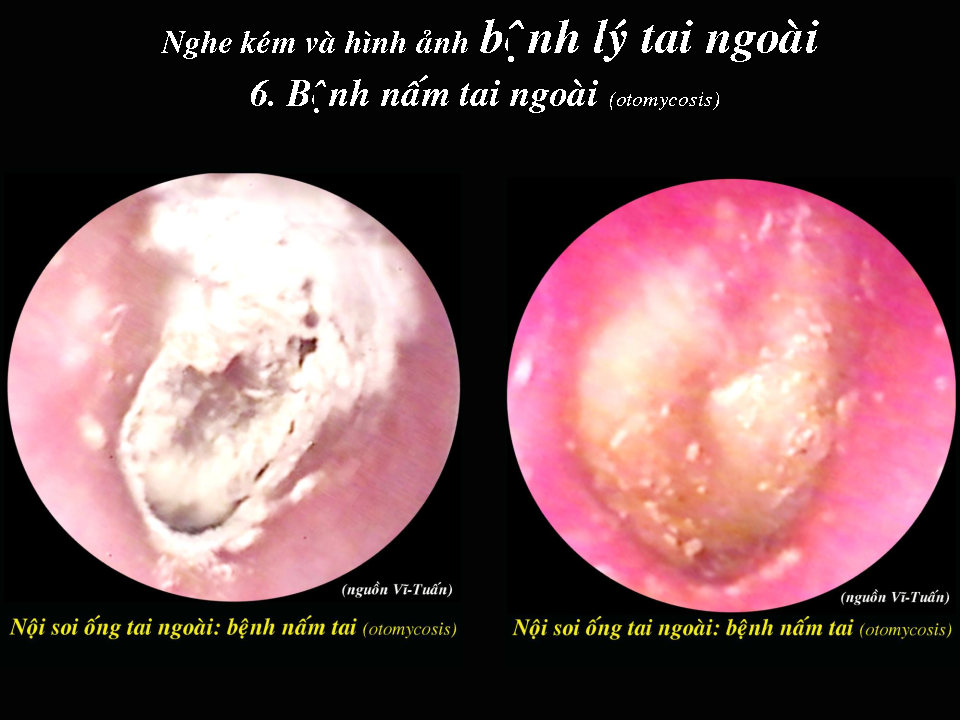 Nghe kém và hình ảnh bệnh lý tai ngoài
6. Bệnh nấm tai ngoài (otomycosis)
(nguồn Vĩ-Tuấn)
Nội soi ống tai ngoài: bệnh nấm tai (otomycosis)
(nguồn Vĩ-Tuấn)
Nội soi ống tai ngoài: bệnh nấm tai (otomycosis)